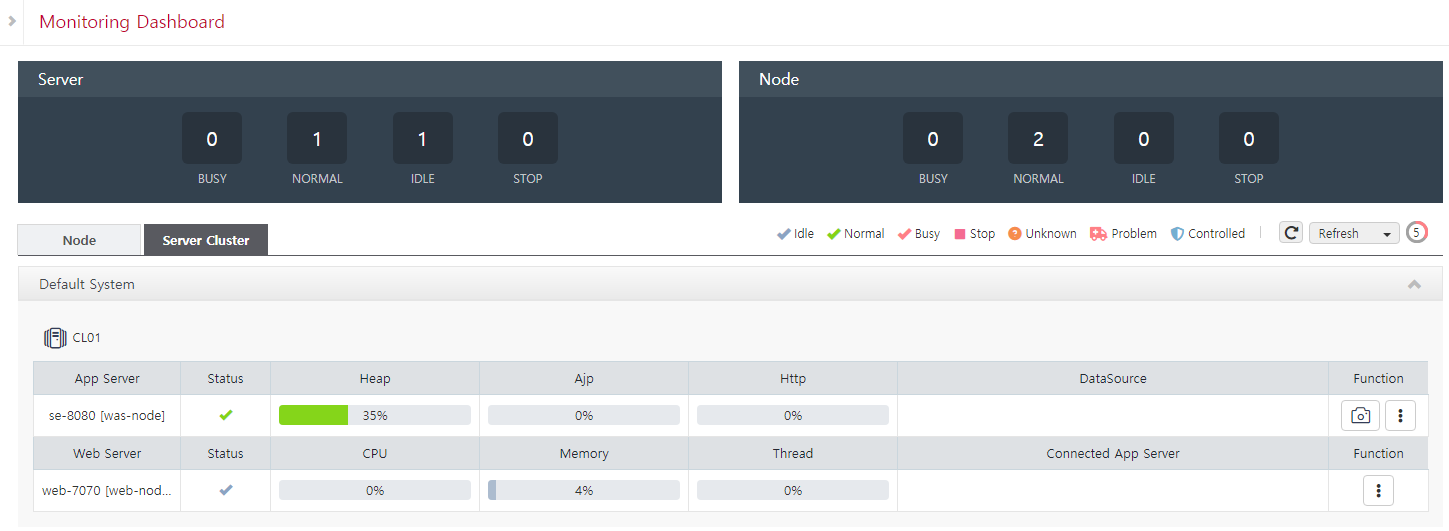 Monitoring Dashboard
Server
Node
0 1 1 0
BUSY NORMAL IDLE STOP
0 2 0 0
BUSY NORMAL IDLE STOP
Node Server Cluster
Idle Normal Busy Stop Unknown Problem Controlled Refresh 5
Default System
CL01
App Server Status Heap Ajp Http DataSource Function
se-8080 [was-node] 35% 0% 0%
Web Server Status CPU Memory Thread Connected App Server Function
web-7070 [web-nod... 0% 4% 0%